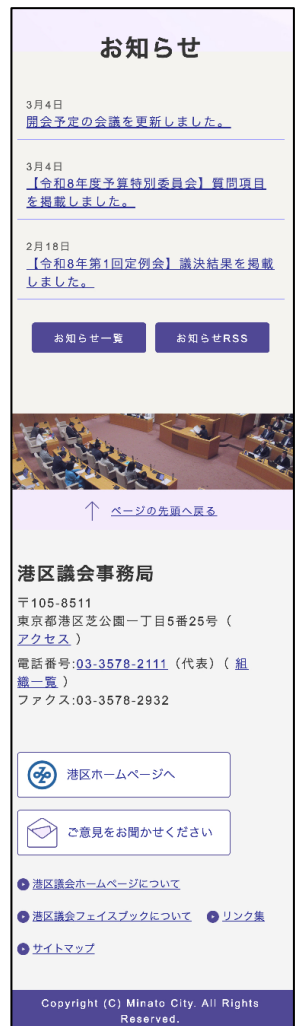 お知らせ
3月4日
開会予定の会議を更新しました。
3月4日
【令和8年度予算特別委員会】質問項目
を掲載しました。
2月18日
【令和8年第1回定例会】議決結果を掲載
しました。
お知らせ一覧
お知らせRSS
ページの先頭へ戻る
港区議会事務局
〒105-8511
東京都港区芝公園一丁目5番25号（
アクセス）
電話番号:03-3578-2111（代表）（組
織一覧）
ファクス:03-3578-2932
港区ホームページへ
ご意見をお聞かせください
港区議会ホームページについて
港区議会フェイスブックについて リンク集
サイトマップ
Copyright (C) Minato City. All Rights
Reserved.